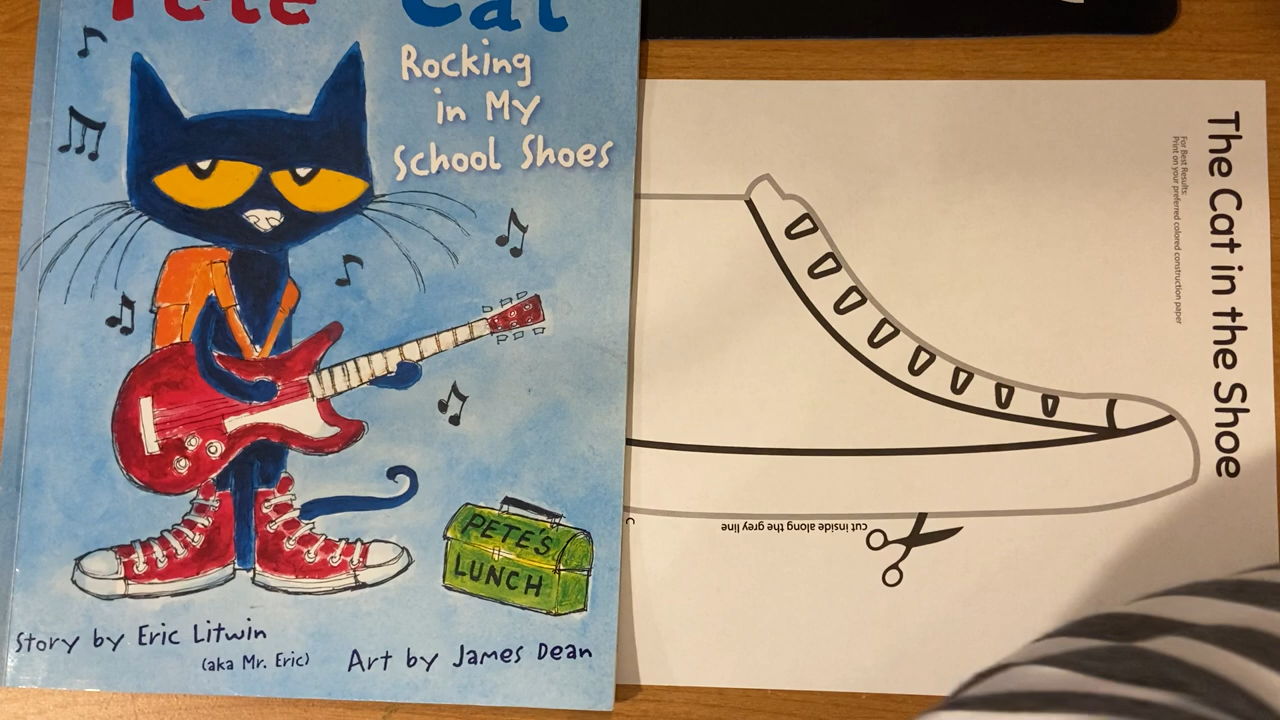 Pete Cat
Rocking
in My
School Shoes
PETE'S
LUNCH
Story by Eric Litwin
(aka Mr. Eric)
Art by James Dean
The Cat in the Shoe
For Best Results:
Print on your preferred colored construction paper
cut inside along the grey line